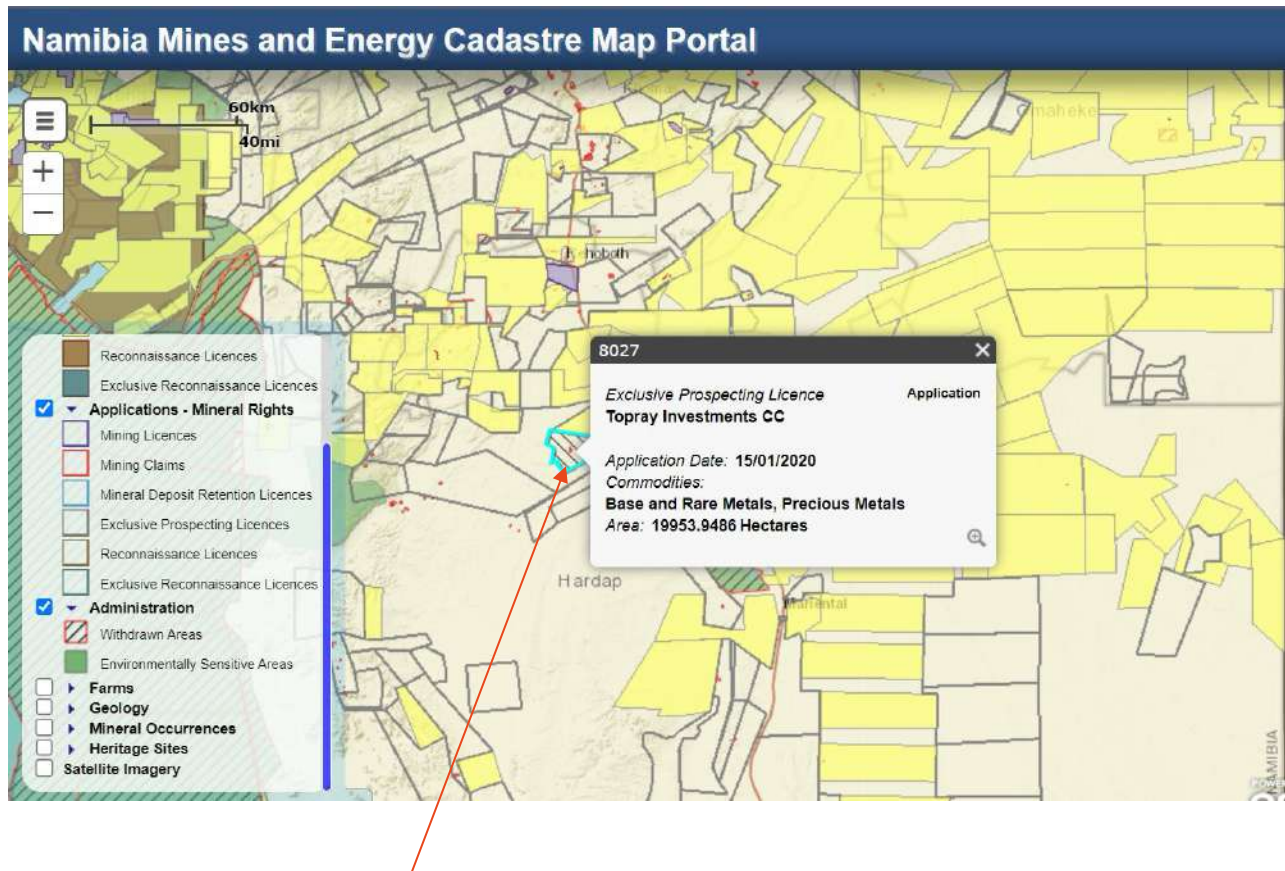 Namibia Mines and Energy Cadastre Map Portal
60km
40mi
Omaheke
Rehoboth
8027
Exclusive Prospecting Licence Application
Topray Investments CC
Application Date: 15/01/2020
Commodities:
Base and Rare Metals, Precious Metals
Area: 19953.9486 Hectares
Hardap
Mariental
Reconnaissance Licences
Exclusive Reconnaissance Licences
Applications - Mineral Rights
Mining Licences
Mining Claims
Mineral Deposit Retention Licences
Exclusive Prospecting Licences
Reconnaissance Licences
Exclusive Reconnaissance Licences
Administration
Withdrawn Areas
Environmentally Sensitive Areas
Farms
Geology
Mineral Occurrences
Heritage Sites
Satellite Imagery
NAMIBIA